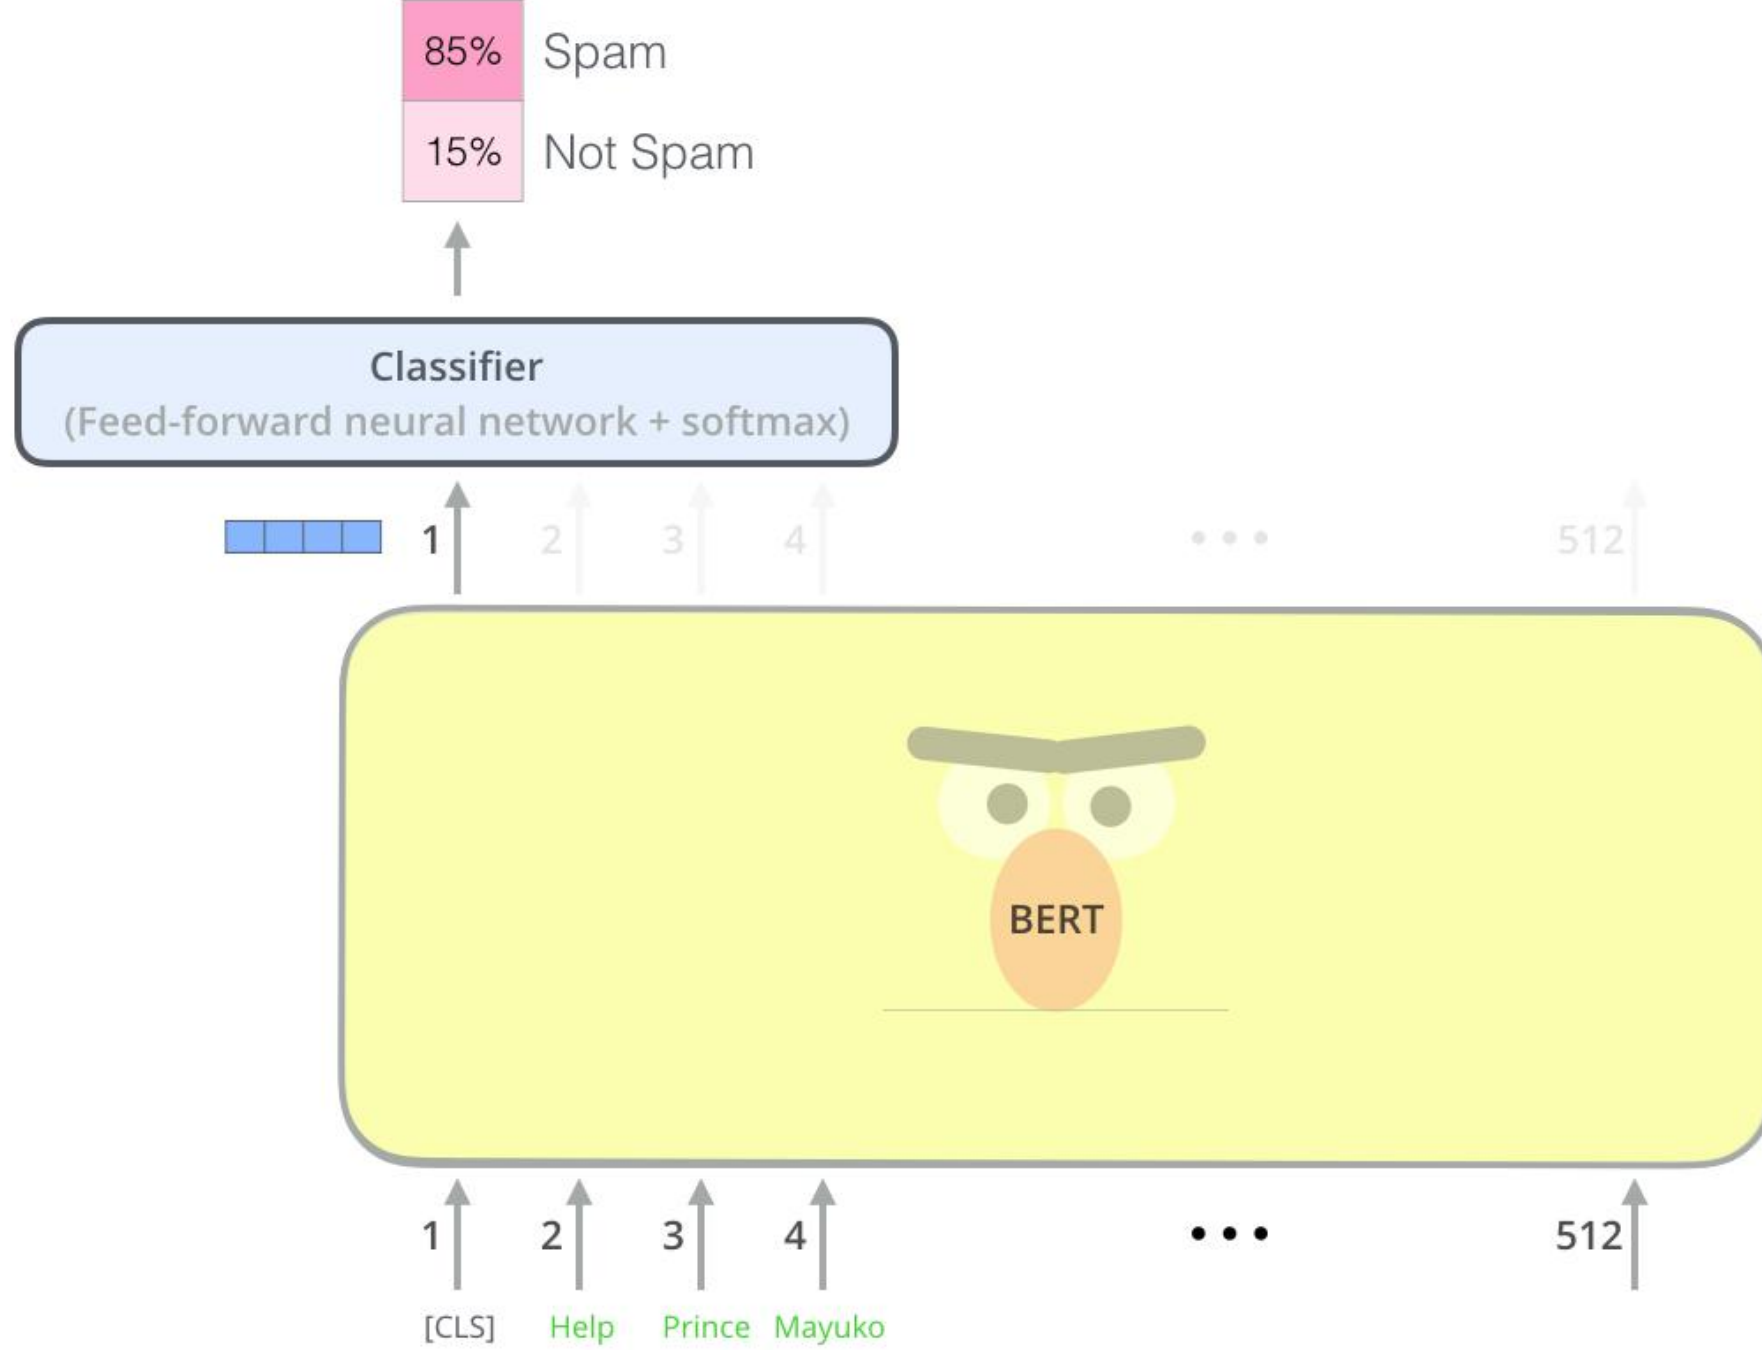 85% Spam
15% Not Spam
Classifier
(Feed-forward neural network + softmax)
1 2 3 4 ••• 512
BERT
1 2 3 4 ••• 512
[CLS] Help Prince Mayuko